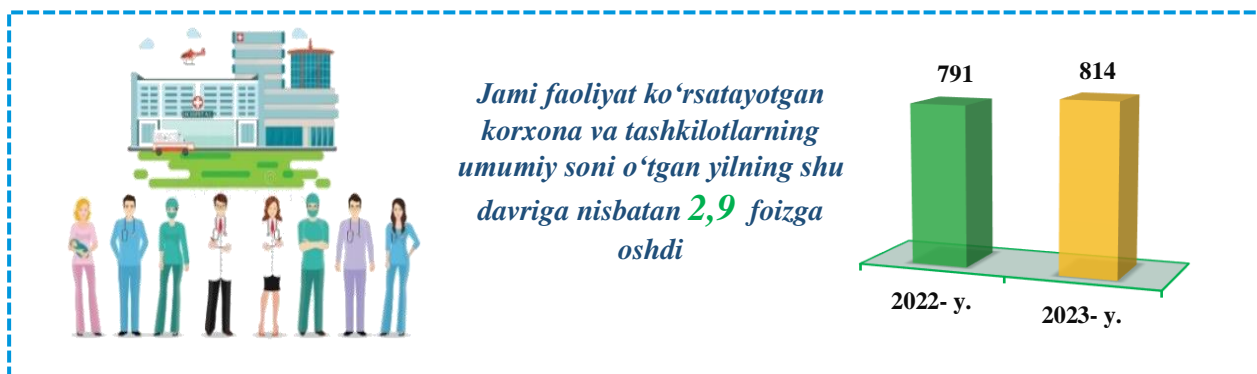 Jami faoliyat ko‘rsatayotgan
korxona va tashkilotlarning
umumiy soni o‘tgan yilning shu
davriga nisbatan 2,9 foizga
oshdi
791
814
2022- y.
2023- y.
HOSPITAL